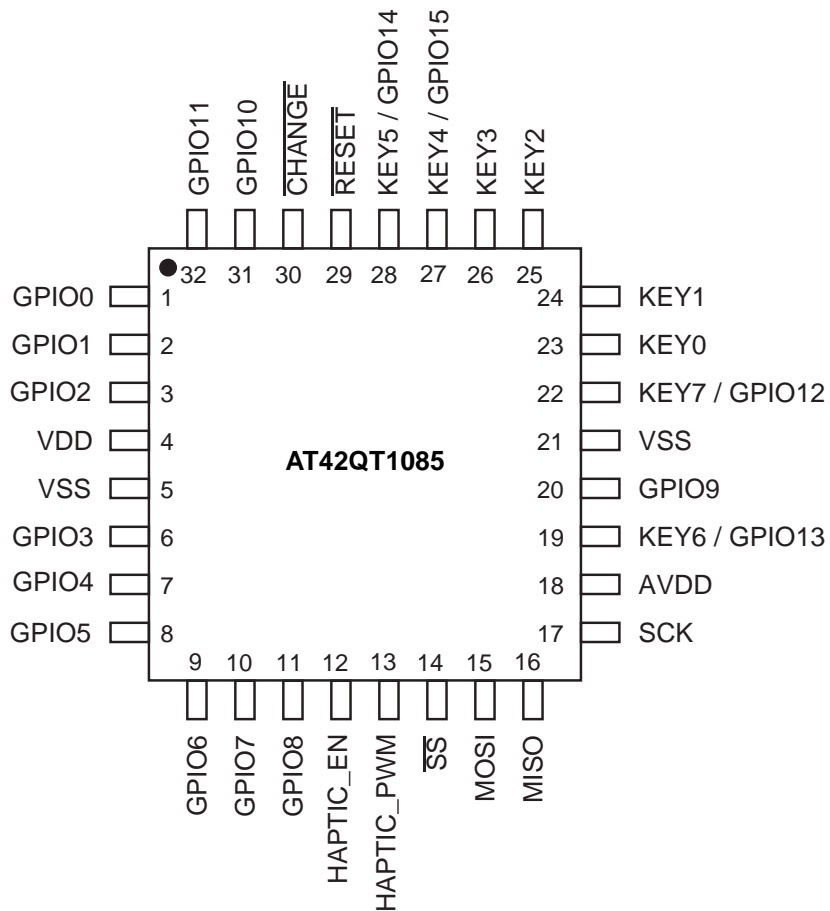 GPIO11
GPIO10
CHANGE
RESET
KEY5 / GPIO14
KEY4 / GPIO15
KEY3
KEY2
32
31
30
29
28
27
26
25
GPIO0
1
GPIO1
2
GPIO2
3
VDD
4
VSS
5
GPIO3
6
GPIO4
7
GPIO5
8
AT42QT1085
24
KEY1
23
KEY0
22
KEY7 / GPIO12
21
VSS
20
GPIO9
19
KEY6 / GPIO13
18
AVDD
17
SCK
9
10
11
12
13
14
15
16
GPIO6
GPIO7
GPIO8
HAPTIC_EN
HAPTIC_PWM
SS
MOSI
MISO